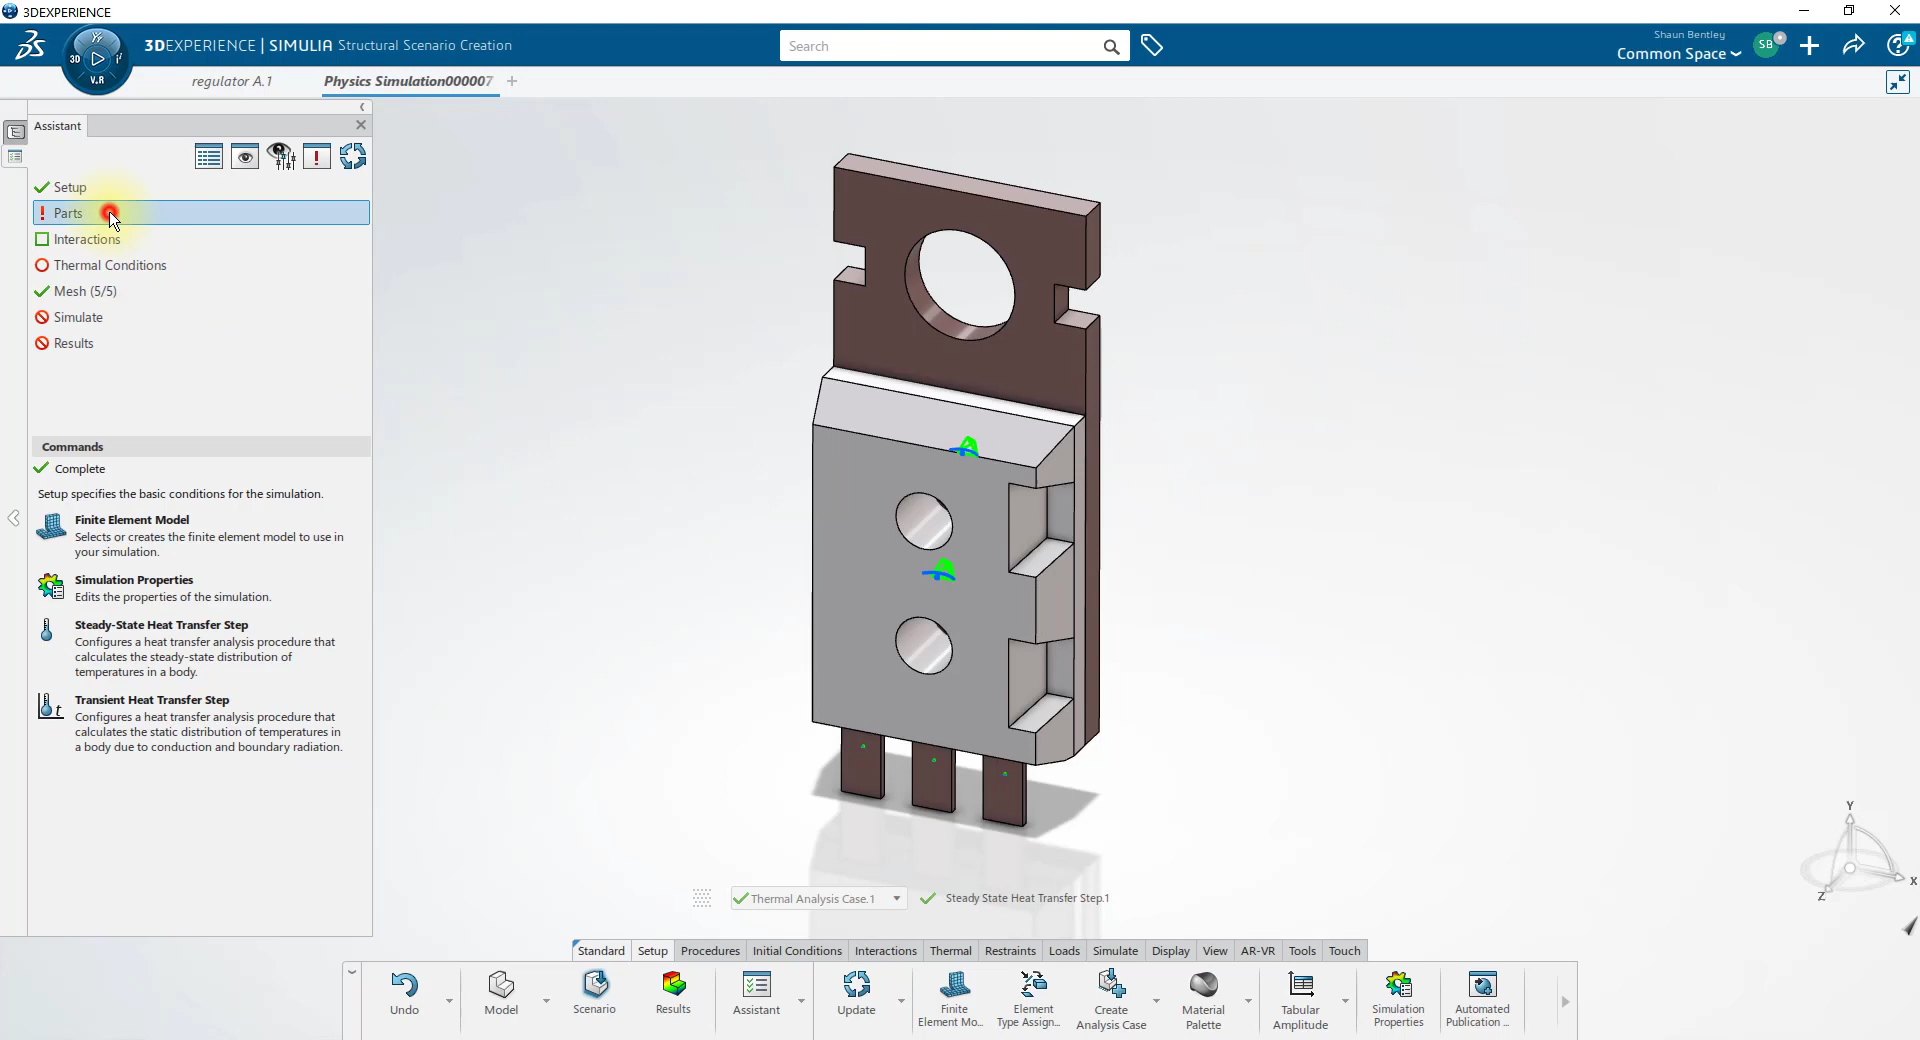 3DEXPERIENCE
3DEXPERIENCE | SIMULIA Structural Scenario Creation
Search
Shaun Bentley
Common Space
SB
3D
V.R
regulator A.1
Physics Simulation000007
Assistant
Setup
Parts
Interactions
Thermal Conditions
Mesh (5/5)
Simulate
Results
Commands
Complete
Setup specifies the basic conditions for the simulation.
Finite Element Model
Selects or creates the finite element model to use in
your simulation.
Simulation Properties
Edits the properties of the simulation.
Steady-State Heat Transfer Step
Configures a heat transfer analysis procedure that
calculates the steady-state distribution of
temperatures in a body.
Transient Heat Transfer Step
Configures a heat transfer analysis procedure that
calculates the static distribution of temperatures in
a body due to conduction and boundary radiation.
Y
X
Z
Thermal Analysis Case.1
Steady State Heat Transfer Step.1
Standard Setup Procedures Initial Conditions Interactions Thermal Restraints Loads Simulate Display View AR-VR Tools Touch
Undo
Model
Scenario
Results
Assistant
Update
Finite
Element Mo...
Element
Type Assign...
Create
Analysis Case
Material
Palette
Tabular
Amplitude
Simulation
Properties
Automated
Publication ...